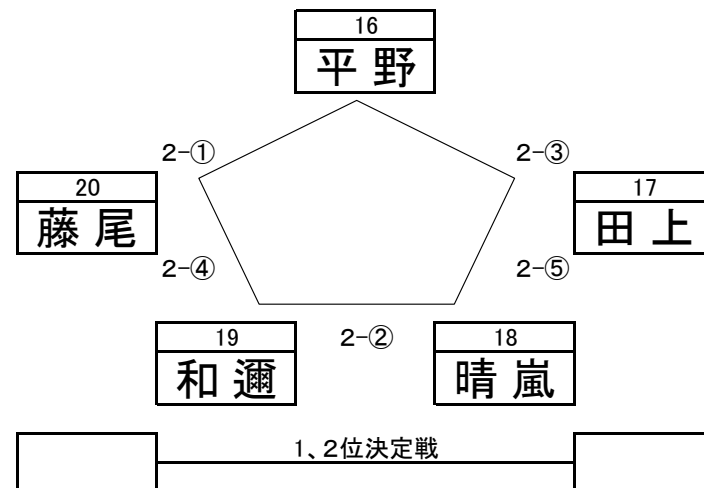 16
平野
2-① 2-③
20 17
藤尾 田上
2-④ 2-⑤
19 2-② 18
和邇 晴嵐
1、2位決定戦